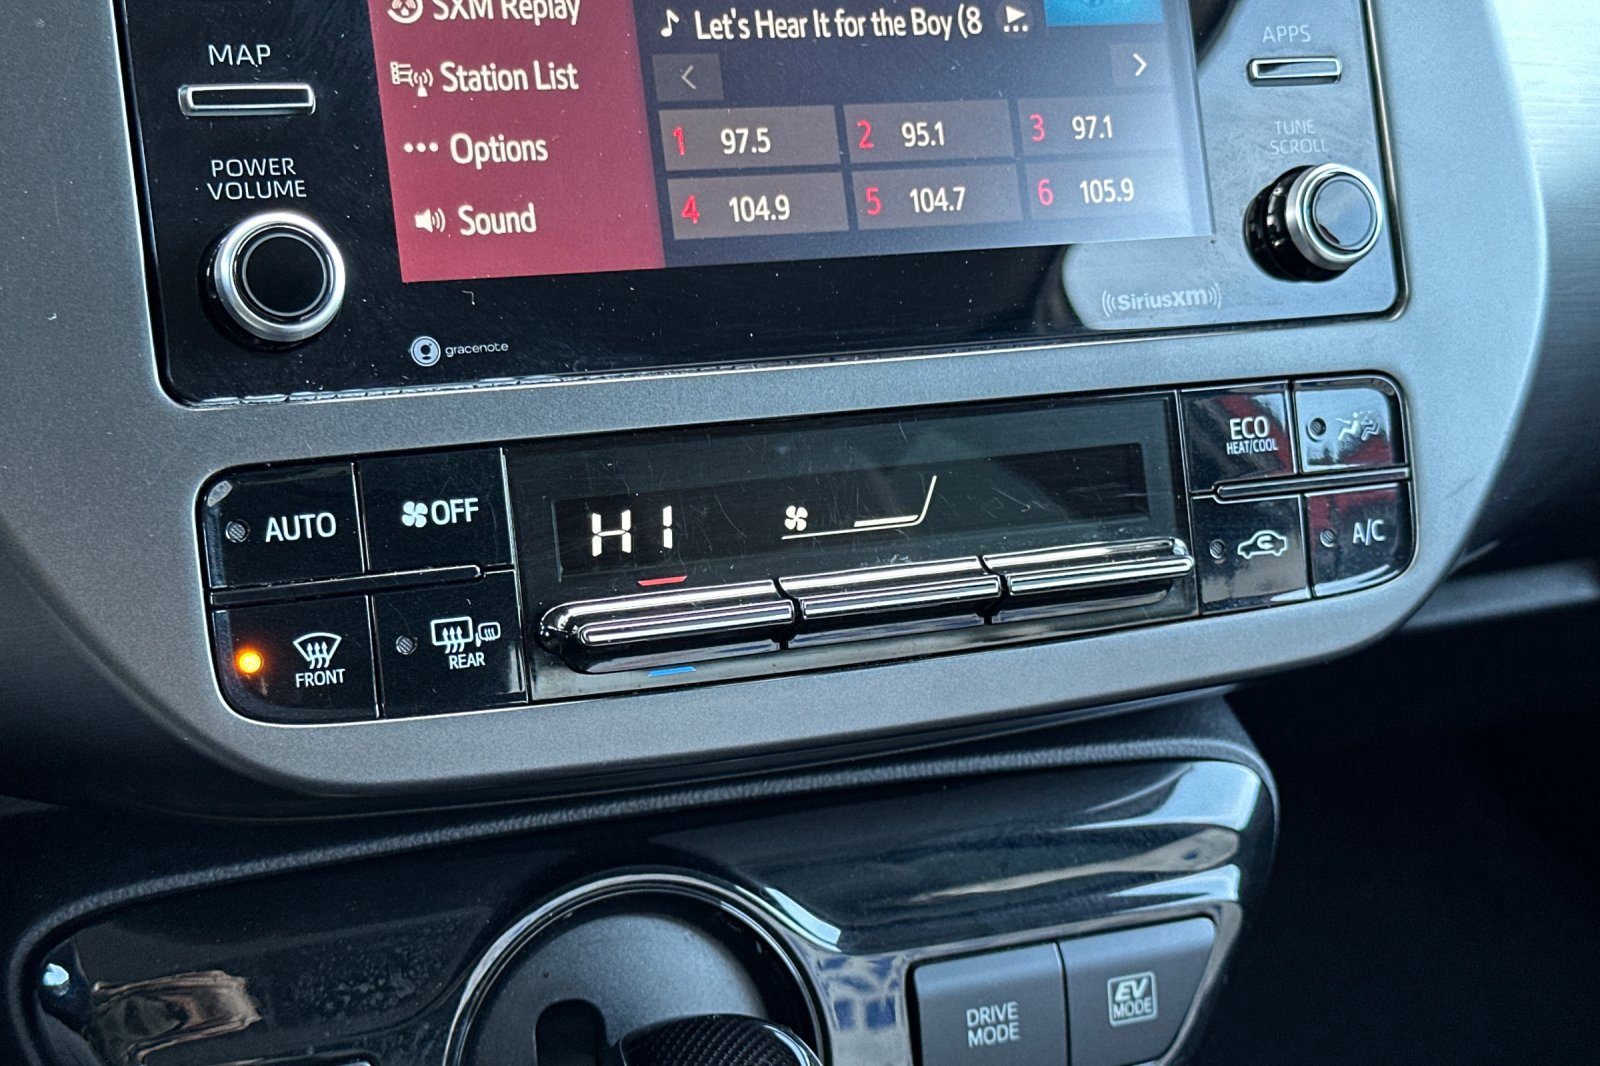 SXM Replay
Let's Hear It for the Boy (8
MAP
Station List
APPS
1 97.5
2 95.1
3 97.1
Options
POWER
VOLUME
TUNE
SCROLL
4 104.9
5 104.7
6 105.9
Sound
SiriusXM
gracenote
ECO
HEAT/COOL
AUTO
OFF
HI
A/C
FRONT
REAR
DRIVE
MODE
EV
MODE